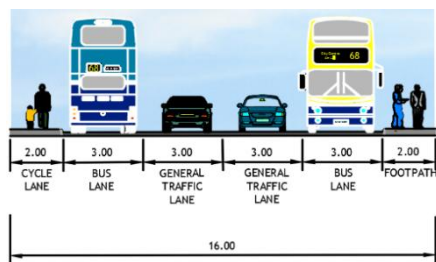 68
68
2.00 3.00 3.00 3.00 3.00 2.00
CYCLE LANE BUS LANE GENERAL TRAFFIC LANE GENERAL TRAFFIC LANE BUS LANE FOOTPATH
16.00